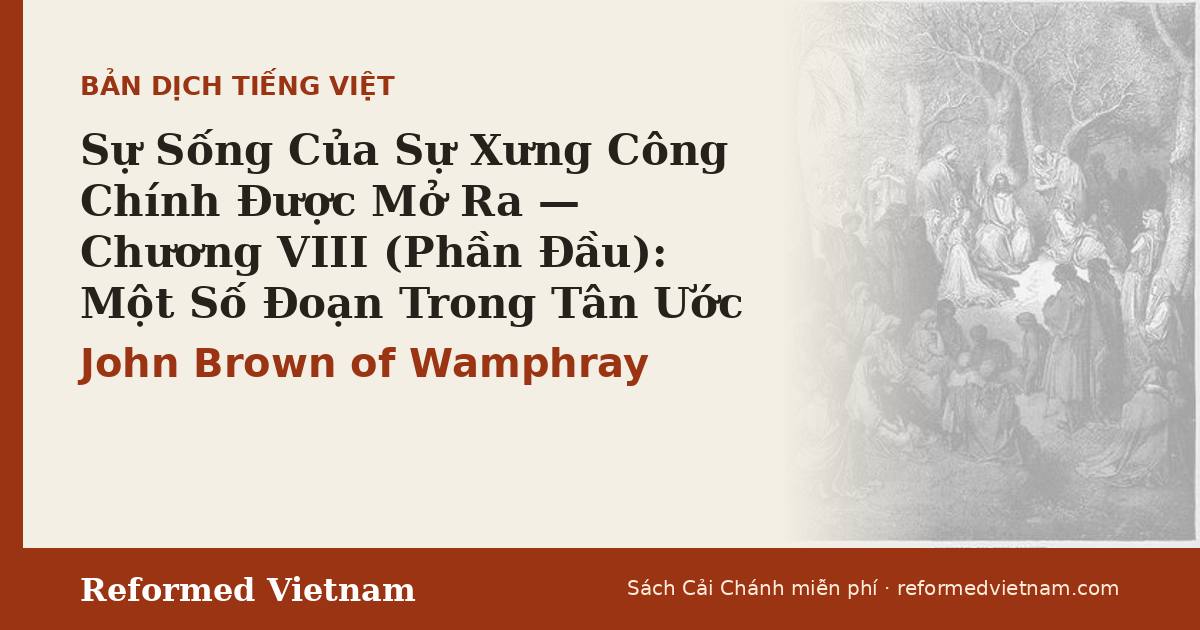 BẢN DỊCH TIẾNG VIỆT
Sự Sống Của Sự Xưng Công
Chính Được Mở Ra —
Chương VIII (Phần Đầu):
Một Số Đoạn Trong Tân Ước
John Brown of Wamphray
Reformed Vietnam
Sách Cải Chánh miễn phí · reformedvietnam.com